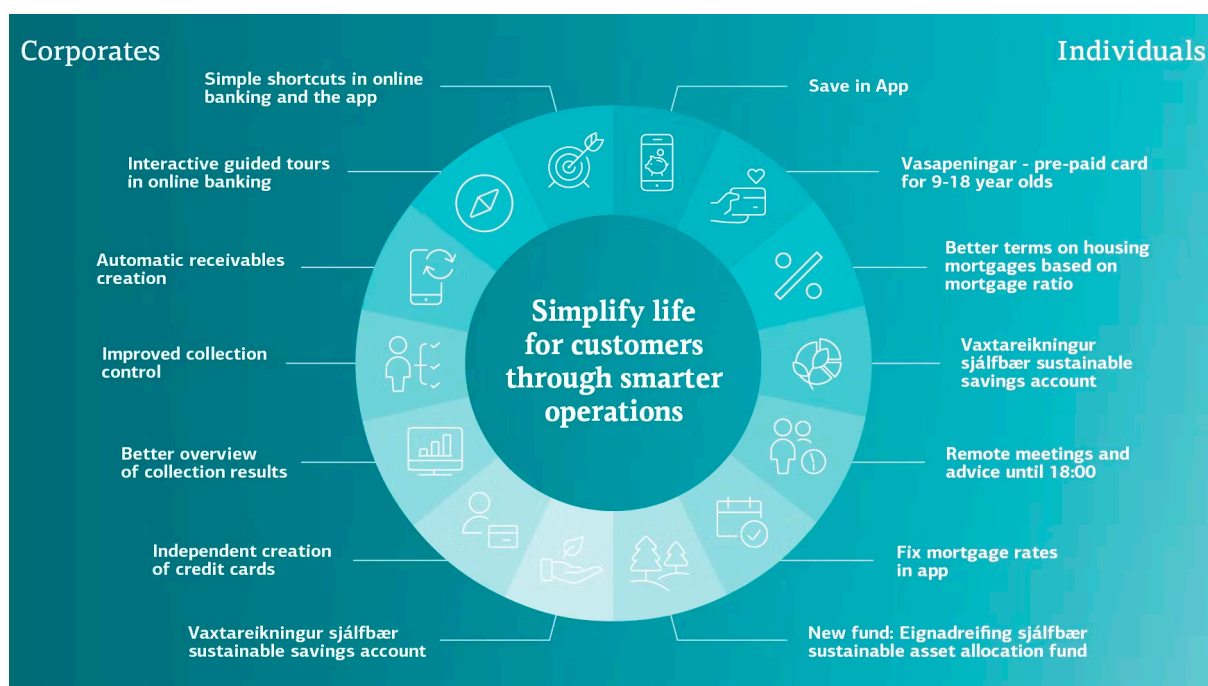 Corporates
Individuals
Simple shortcuts in online
banking and the app
Interactive guided tours
in online banking
Automatic receivables
creation
Improved collection
control
Better overview
of collection results
Independent creation
of credit cards
Vaxtareikningur sjálfbær
sustainable savings account
Simplify life
for customers
through smarter
operations
Save in App
Vasapeningar - pre-paid card
for 9-18 year olds
Better terms on housing
mortgages based on
mortgage ratio
Vaxtareikningur
sjálfbær sustainable
savings account
Remote meetings and
advice until 18:00
Fix mortgage rates
in app
New fund: Eignadreifing sjálfbær
sustainable asset allocation fund